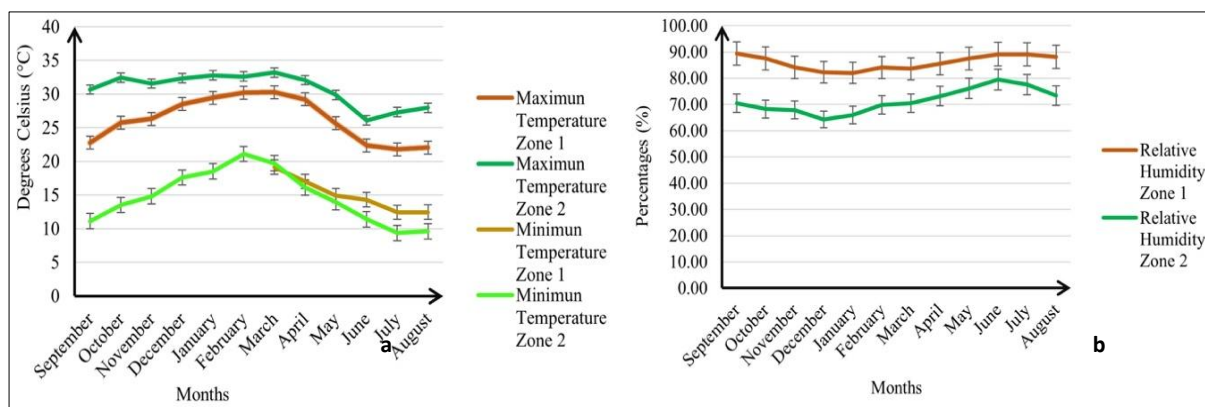 40
35
30
25
20
15
10
5
0
Degrees Celsius (°C)
September
October
November
December
January
February
March
April
May
June
July
August
Months
Maximun
Temperature
Zone 1
Maximun
Temperature
Zone 2
Minimun
Temperature
Zone 1
Minimun
Temperature
Zone 2
a
100.00
90.00
80.00
70.00
60.00
50.00
40.00
30.00
20.00
10.00
0.00
Percentages (%)
September
October
November
December
January
February
March
April
May
June
July
August
Months
Relative
Humidity
Zone 1
Relative
Humidity
Zone 2
b